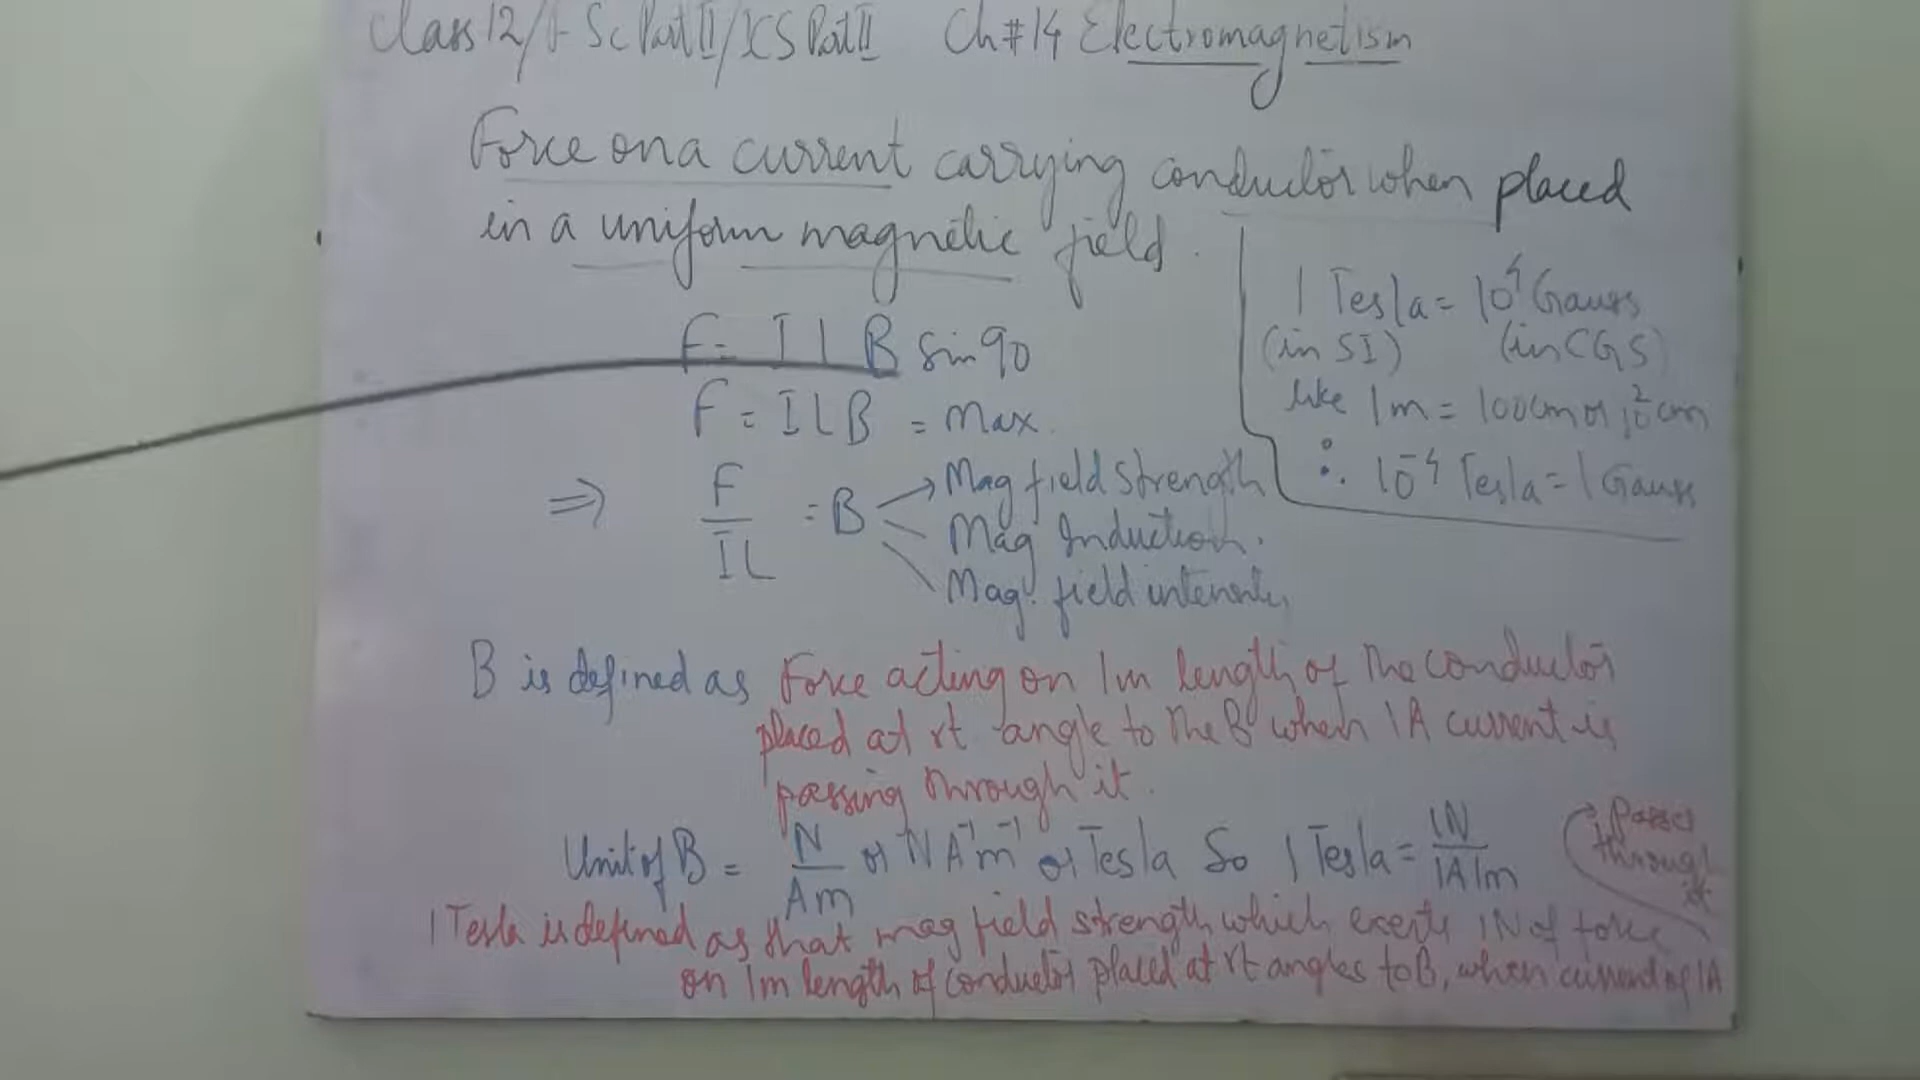 Class 12/F Sc Part II/ICS Part II Ch#14 Electromagnetism
Force on a current carrying conductor when placed
in a uniform magnetic field.
F = I L B Sin 90
F = I L B = Max.
⇒ F/IL = B → Mag field strength
Mag Induction.
Mag. field intensity
1 Tesla = 10⁴ Gauss
(in SI) (in CGS)
like 1m = 100cm or 10² cm
∴ 10⁻⁴ Tesla = 1 Gauss
B is defined as Force acting on 1m length of the conductor
placed at rt. angle to the B when 1A current is
passing through it.
Unit of B = N/Am or N A⁻¹ m⁻¹ or Tesla So 1 Tesla = 1N/1A1m
1 Tesla is defined as that mag field strength which exerts 1N of force
on 1m length of conductor placed at rt angles to B, when current of 1A
Passes
through
it